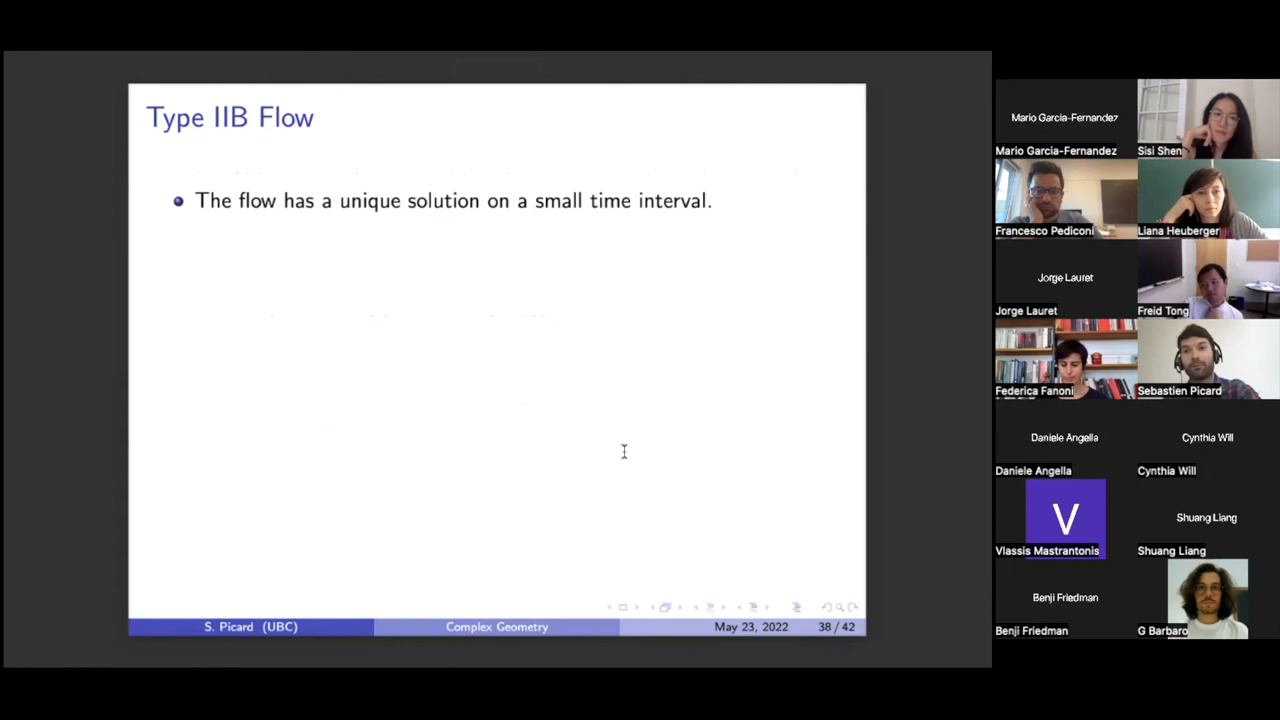 Type IIB Flow
The flow has a unique solution on a small time interval.
S. Picard (UBC)
Complex Geometry
May 23, 2022
38 / 42
Mario Garcia-Fernandez
Mario Garcia-Fernandez
Sisi Shen
Francesco Pediconi
Liana Heuberger
Jorge Lauret
Jorge Lauret
Freid Tong
Federica Fanoni
Sebastien Picard
Daniele Angella
Cynthia Will
Daniele Angella
Cynthia Will
V
Shuang Liang
Vlassis Mastrantonis
Shuang Liang
Benji Friedman
Benji Friedman
G Barbaro